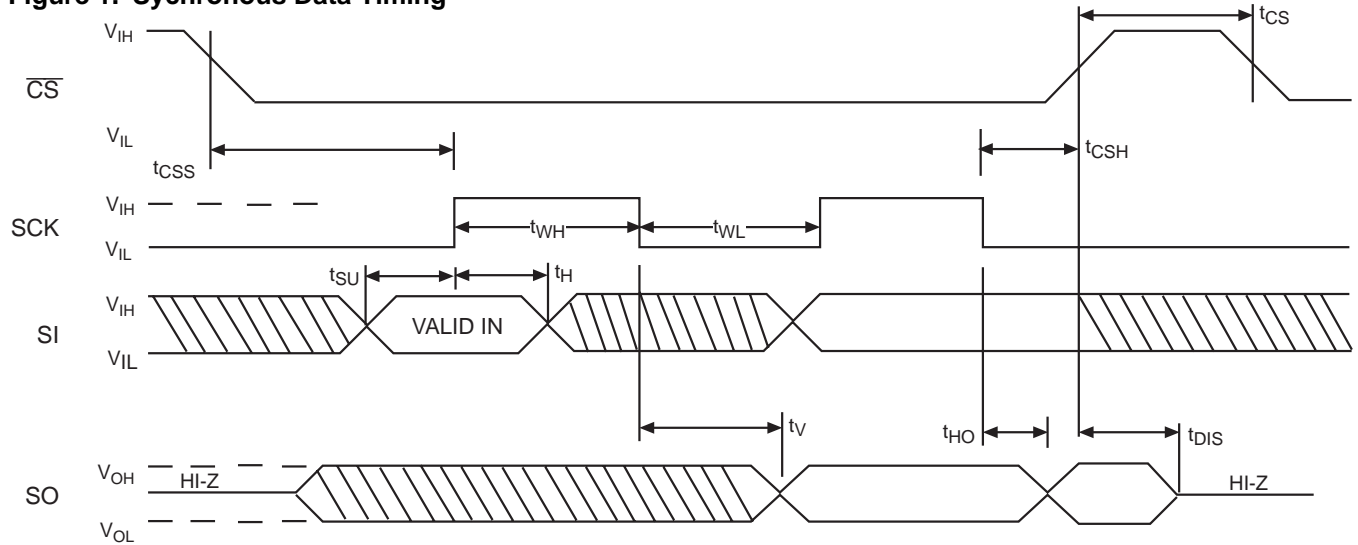 Figure 1. Sychronous Data Timing
tCS
VIH
CS
VIL
tCSS
tCSH
VIH
SCK
VIL
tWH
tWL
tSU
tH
VIH
SI
VALID IN
VIL
tV
tHO
tDIS
VOH
HI-Z
SO
HI-Z
VOL